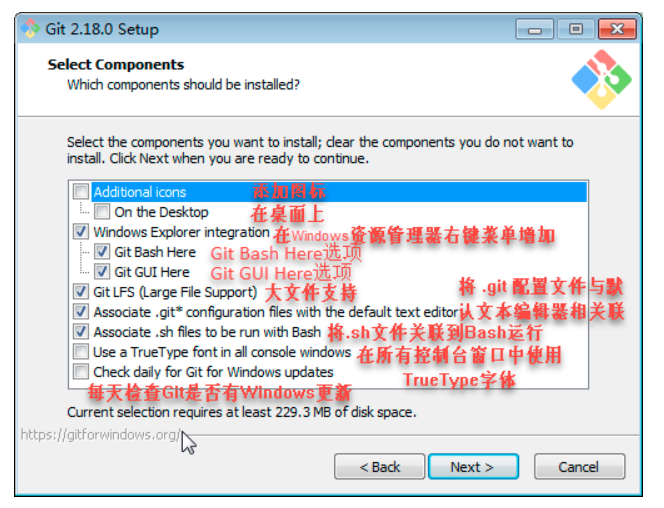 Git 2.18.0 Setup
Select Components
Which components should be installed?
Select the components you want to install; clear the components you do not want to
install. Click Next when you are ready to continue.
Additional icons 添加图标
On the Desktop 在桌面上
Windows Explorer integration 在Windows资源管理器右键菜单增加
Git Bash Here Git Bash Here选项
Git GUI Here Git GUI Here选项
Git LFS (Large File Support) 大文件支持 将 .git 配置文件与默
Associate .git* configuration files with the default text editor 认文本编辑器相关联
Associate .sh files to be run with Bash 将.sh文件关联到Bash运行
Use a TrueType font in all console windows 在所有控制台窗口中使用
Check daily for Git for Windows updates TrueType字体
每天检查Git是否有Windows更新
Current selection requires at least 229.3 MB of disk space.
https://gitforwindows.org/
< Back Next > Cancel